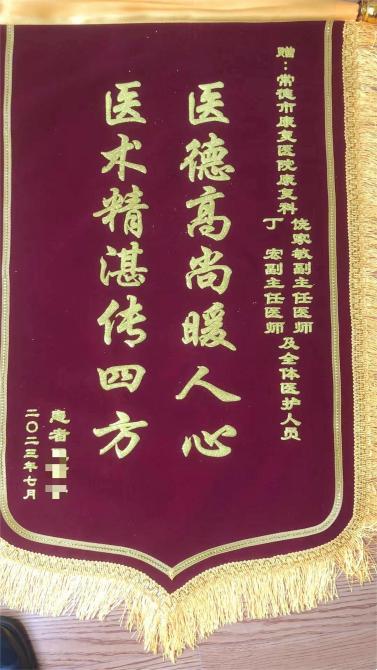 赠：常德市康复医院康复科
饶家敏副主任医师
丁宏副主任医师
及全体医护人员
医德高尚暖人心
医术精湛传四方
患者
二〇二三年七月